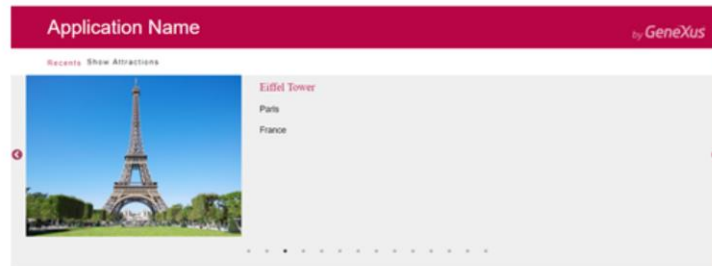 Application Name
by GeneXus
Recents Show Attractions
Eiffel Tower
Paris
France